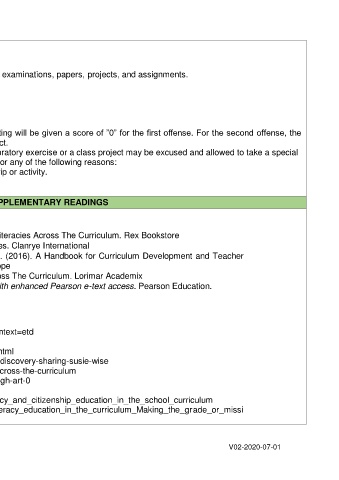 examinations, papers, projects, and assignments.
ting will be given a score of "0" for the first offense. For the second offense, the
ct.
ratory exercise or a class project may be excused and allowed to take a special
or any of the following reasons:
ip or activity.
PPLEMENTARY READINGS
iteracies Across The Curriculum. Rex Bookstore
es. Clanrye International
. (2016). A Handbook for Curriculum Development and Teacher
ope
oss The Curriculum. Lorimar Academix
ith enhanced Pearson e-text access. Pearson Education.
ntext=etd
html
discovery-sharing-susie-wise
cross-the-curriculum
gh-art-0
cy_and_citizenship_education_in_the_school_curriculum
eracy_education_in_the_curriculum_Making_the_grade_or_missi
V02-2020-07-01